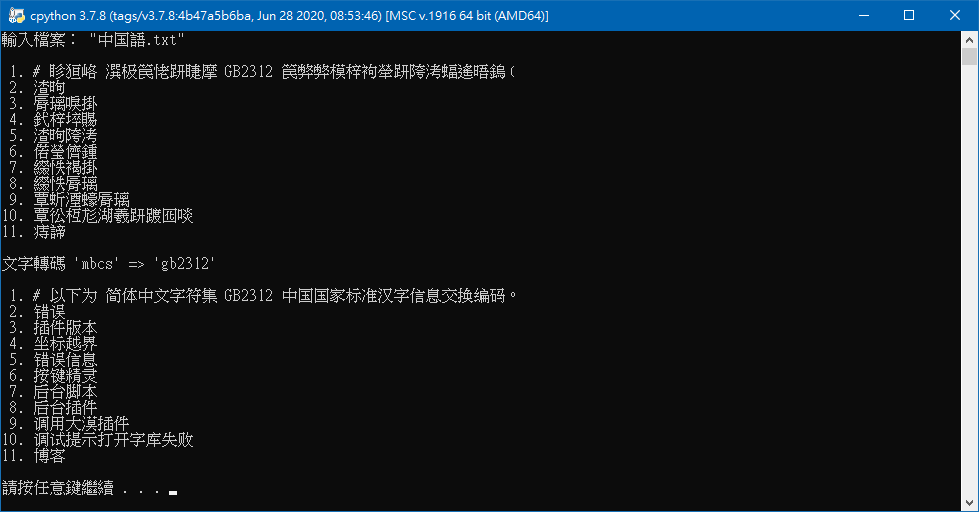 cpython 3.7.8 (tags/v3.7.8:4b47a5b6ba, Jun 28 2020, 08:53:46) [MSC v.1916 64 bit (AMD64)]
輸入檔案： "中国語.txt"
1. # 眕狟峈 潠极笢恅趼睫摩 GB2312 笢弊弊模梓袧犖趼陓洘蝠遙晤鎢﹝
2. 渣昫
3. 脣璃唳掛
4. 釴梓埣賜
5. 渣昫陓洘
6. 偌瑩儕鍾
7. 綴怢褐掛
8. 綴怢脣璃
9. 覃蚚湮蠔脣璃
10. 覃彸枑尨湖羲趼踱囮啖
11. 痔諦
文字轉碼 'mbcs' => 'gb2312'
1. # 以下为 简体中文字符集 GB2312 中国国家标准汉字信息交换编码。
2. 错误
3. 插件版本
4. 坐标越界
5. 错误信息
6. 按键精灵
7. 后台脚本
8. 后台插件
9. 调用大漠插件
10. 调试提示打开字库失败
11. 博客
請按任意鍵繼續 . . .